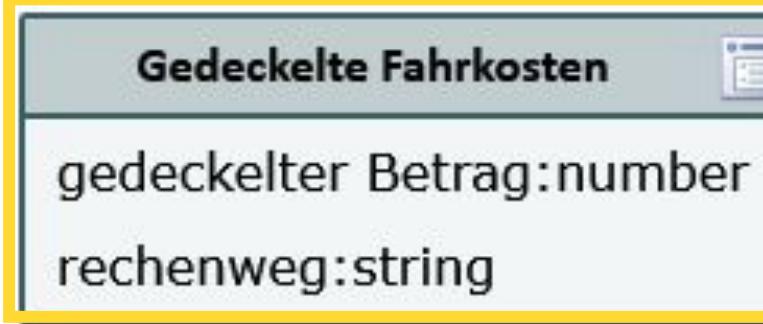 Gedeckelte Fahrkosten
gedeckelter Betrag:number
rechenweg:string